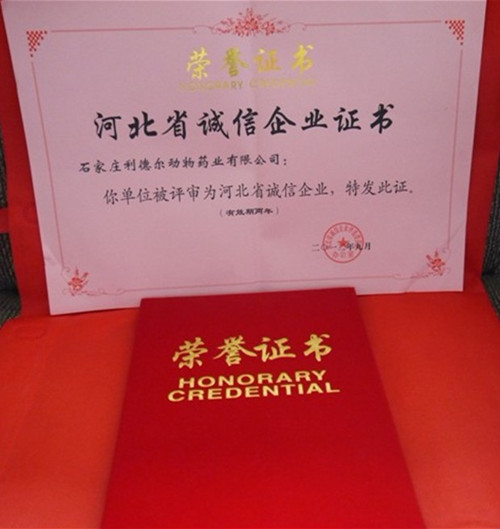 荣誉证书
HONORARY CREDENTIAL
河北省诚信企业证书
石家庄利德尔动物药业有限公司：
你单位被评审为河北省诚信企业，特发此证。
（有效期两年）
荣誉证书
HONORARY
CREDENTIAL